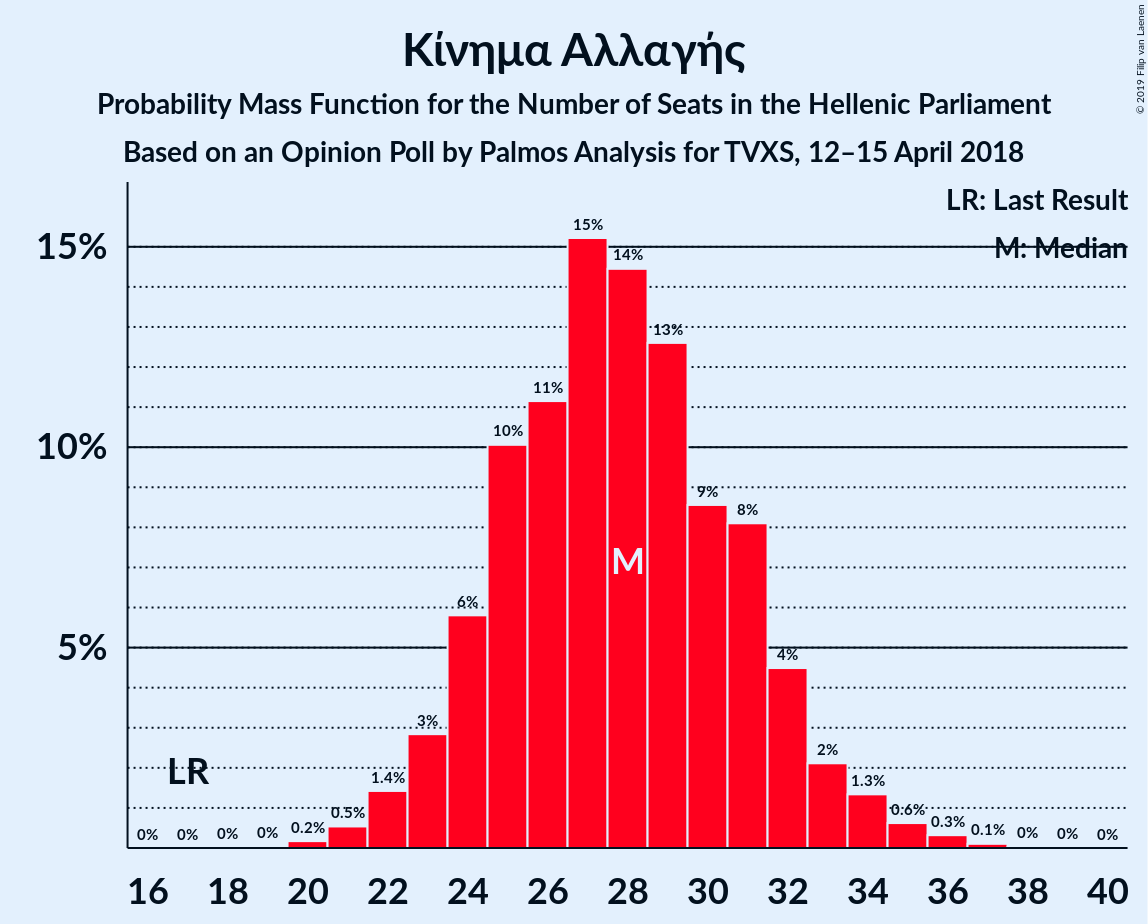 Κίνημα Αλλαγής
Probability Mass Function for the Number of Seats in the Hellenic Parliament
Based on an Opinion Poll by Palmos Analysis for TVXS, 12–15 April 2018
© 2019 Filip van Laenen
LR: Last Result
M: Median
15%
10%
5%
0% 0% 0% 0% 0.2% 0.5% 1.4% 3% 6% 10% 11% 15% 14% 13% 9% 8% 4% 2% 1.3% 0.6% 0.3% 0.1% 0% 0% 0%
M
LR
16 18 20 22 24 26 28 30 32 34 36 38 40